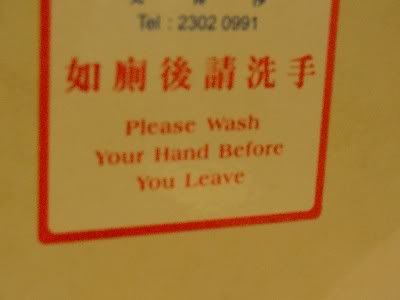 Tel : 2302 0991
如廁後請洗手
Please Wash
Your Hand Before
You Leave